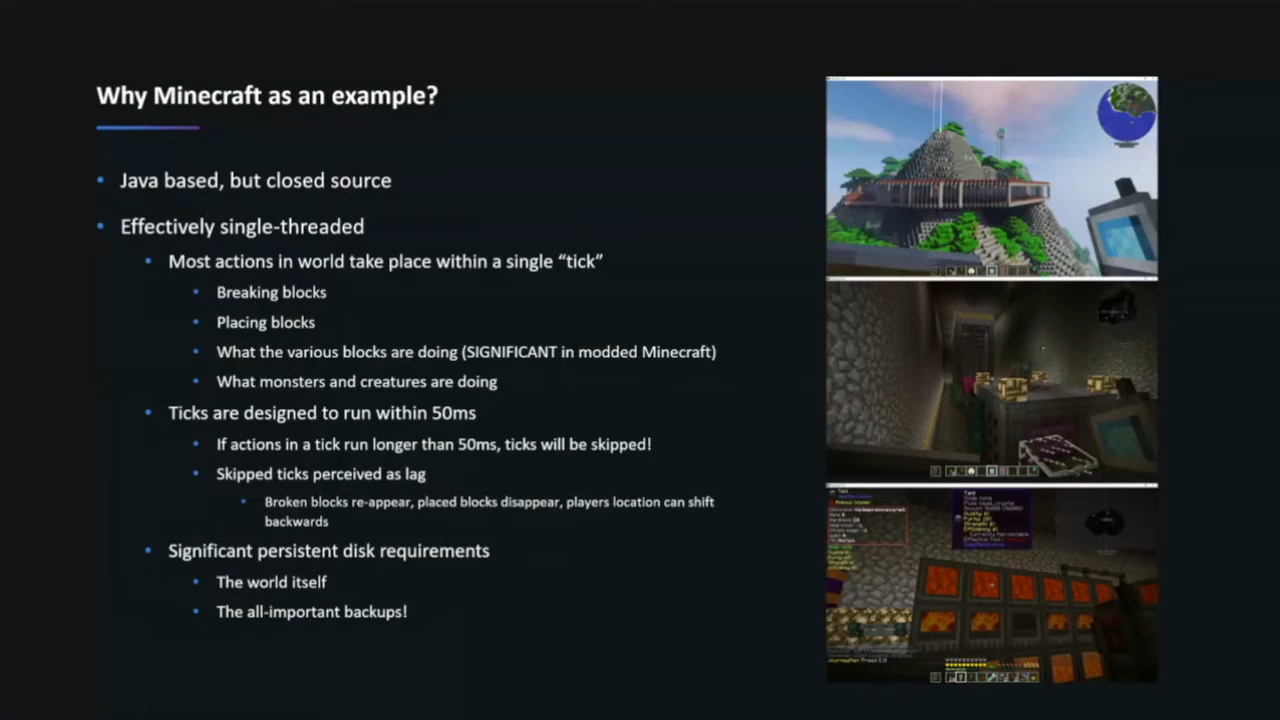 Why Minecraft as an example?
Java based, but closed source
Effectively single-threaded
Most actions in world take place within a single “tick”
Breaking blocks
Placing blocks
What the various blocks are doing (SIGNIFICANT in modded Minecraft)
What monsters and creatures are doing
Ticks are designed to run within 50ms
If actions in a tick run longer than 50ms, ticks will be skipped!
Skipped ticks perceived as lag
Broken blocks re-appear, placed blocks disappear, players location can shift
backwards
Significant persistent disk requirements
The world itself
The all-important backups!